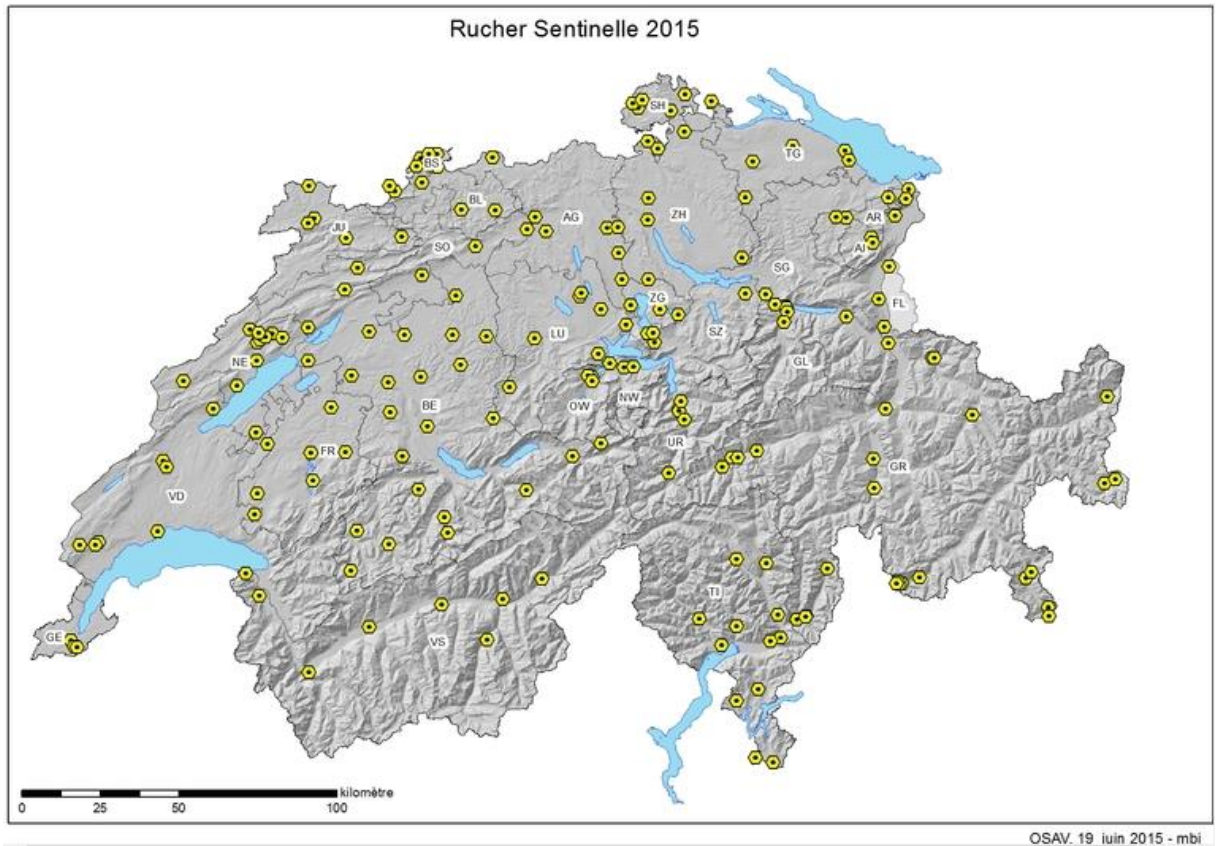 Rucher Sentinelle 2015
SH
BS
TG
BL
AG
ZH
AR
JU
SO
AI
SG
FL
ZG
LU
SZ
NE
GL
BE
OW
NW
UR
FR
GR
VD
TI
GE
VS
kilomètre
0 25 50 100
OSAV. 19 juin 2015 - mbi